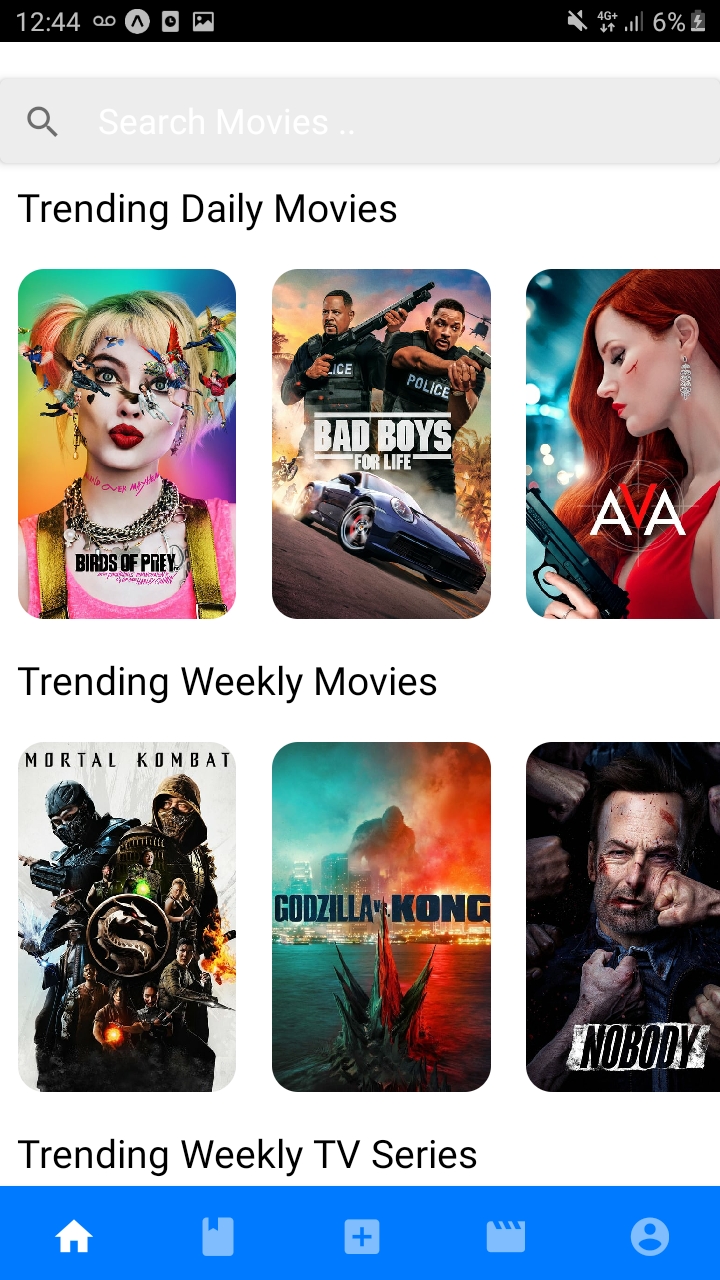 12:44
4G+
6%
Search Movies ..
Trending Daily Movies
BIRDS OF PREY
POLICE
POLICE
BAD BOYS
FOR LIFE
AVA
Trending Weekly Movies
MORTAL KOMBAT
GODZILLA vs. KONG
NOBODY
Trending Weekly TV Series